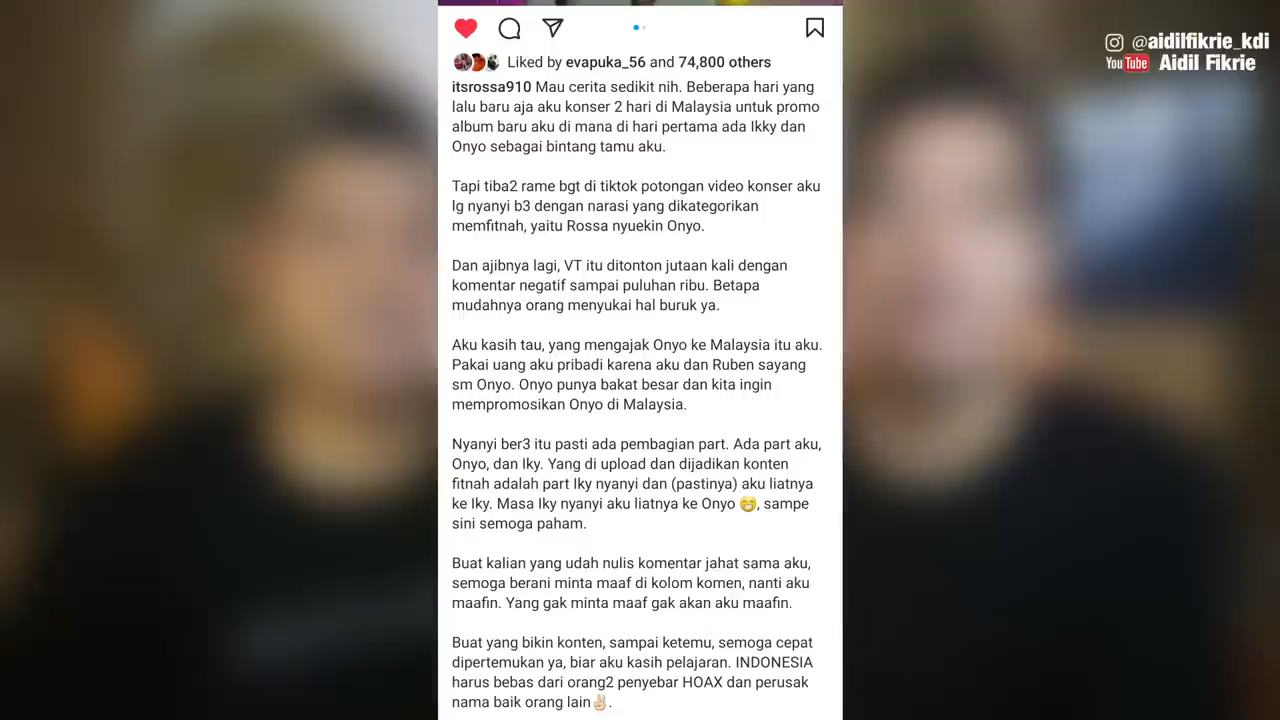 @aidilfikrie_kdi
YouTube Aidil Fikrie
Liked by evapuka_56 and 74,800 others
itsrossa910 Mau cerita sedikit nih. Beberapa hari yang
lalu baru aja aku konser 2 hari di Malaysia untuk promo
album baru aku di mana di hari pertama ada Ikky dan
Onyo sebagai bintang tamu aku.
Tapi tiba2 rame bgt di tiktok potongan video konser aku
lg nyanyi b3 dengan narasi yang dikategorikan
memfitnah, yaitu Rossa nyuekin Onyo.
Dan ajibnya lagi, VT itu ditonton jutaan kali dengan
komentar negatif sampai puluhan ribu. Betapa
mudahnya orang menyukai hal buruk ya.
Aku kasih tau, yang mengajak Onyo ke Malaysia itu aku.
Pakai uang aku pribadi karena aku dan Ruben sayang
sm Onyo. Onyo punya bakat besar dan kita ingin
mempromosikan Onyo di Malaysia.
Nyanyi ber3 itu pasti ada pembagian part. Ada part aku,
Onyo, dan Iky. Yang di upload dan dijadikan konten
fitnah adalah part Iky nyanyi dan (pastinya) aku liatnya
ke Iky. Masa Iky nyanyi aku liatnya ke Onyo 😁, sampe
sini semoga paham.
Buat kalian yang udah nulis komentar jahat sama aku,
semoga berani minta maaf di kolom komen, nanti aku
maafin. Yang gak minta maaf gak akan aku maafin.
Buat yang bikin konten, sampai ketemu, semoga cepat
dipertemukan ya, biar aku kasih pelajaran. INDONESIA
harus bebas dari orang2 penyebar HOAX dan perusak
nama baik orang lain✌🏻.